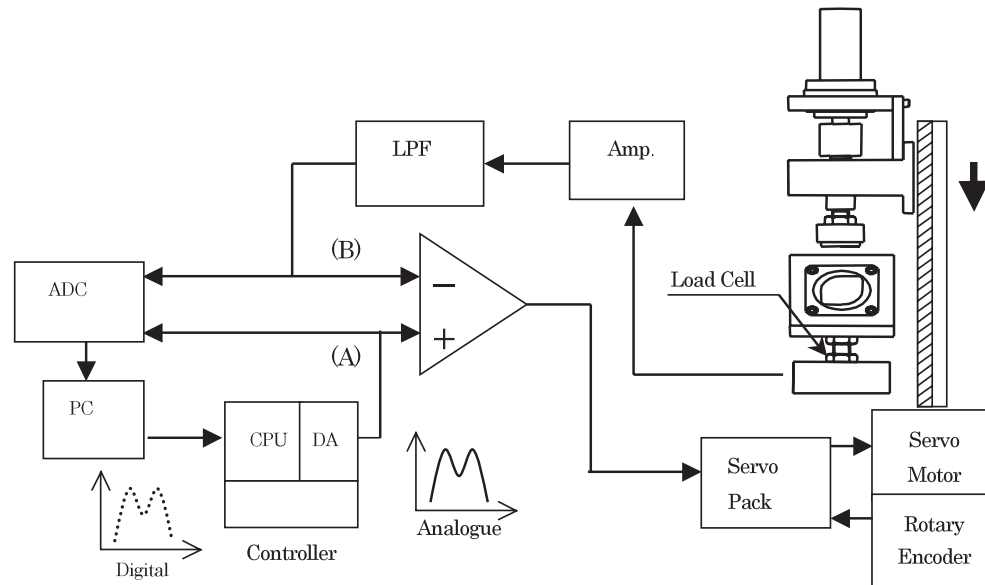 LPF
Amp.
(B)
ADC
Load Cell
−
+
(A)
PC
CPU
DA
Servo
Motor
Servo
Pack
Analogue
Rotary
Encoder
Controller
Digital